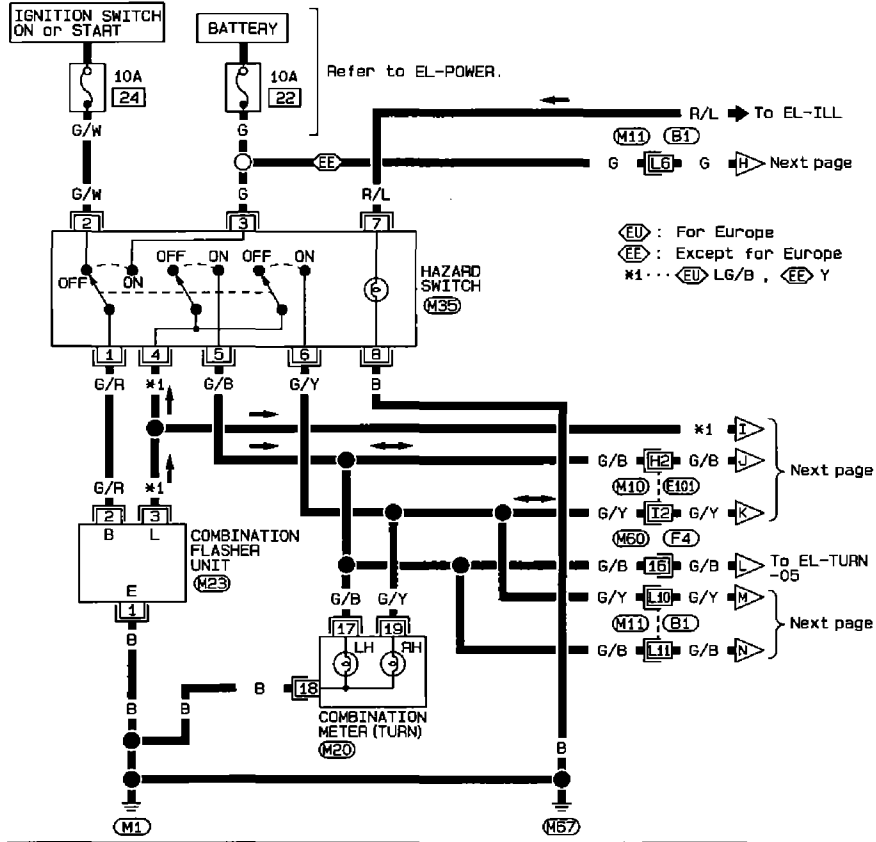 IGNITION SWITCH
ON or START
BATTERY
Refer to EL-POWER.
10A
24
10A
22
G/W
G
R/L
To EL-ILL
M11
B1
EE
G
L6
G
H
Next page
G/W
G
R/L
2
3
7
EU : For Europe
EE : Except for Europe
*1··· EU LG/B , EE Y
OFF
ON
OFF
ON
OFF
ON
HAZARD
SWITCH
M35
1
4
5
6
8
G/R
*1
G/B
G/Y
B
*1
I
G/B
H2
G/B
J
Next page
M10
E101
G/R
*1
G/Y
I2
G/Y
K
2
3
B
L
COMBINATION
FLASHER
UNIT
M23
M60
F4
G/B
16
G/B
L
To EL-TURN
-05
E
1
G/B
G/Y
G/Y
L10
G/Y
M
M11
B1
Next page
17
19
G/B
L11
G/B
N
B
LH
RH
B
18
B
B
COMBINATION
METER (TURN)
M20
B
M1
M67